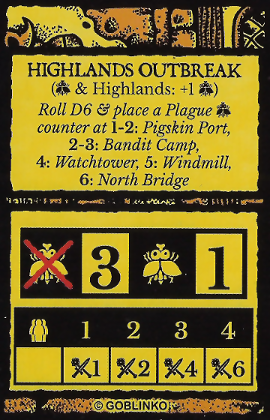 HIGHLANDS OUTBREAK
( & Highlands: +1 )
Roll D6 & place a Plague
counter at 1-2: Pigskin Port,
2-3: Bandit Camp,
4: Watchtower, 5: Windmill,
6: North Bridge
3 1
1 2 3 4
1 2 4 6
© GOBLINKO